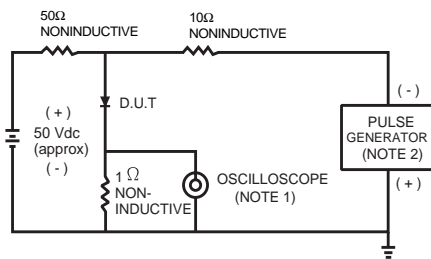 50Ω
NONINDUCTIVE
10Ω
NONINDUCTIVE
D.U.T
( + )
50 Vdc
(approx)
( - )
1 Ω
NON-
INDUCTIVE
OSCILLOSCOPE
(NOTE 1)
( - )
PULSE
GENERATOR
(NOTE 2)
( + )